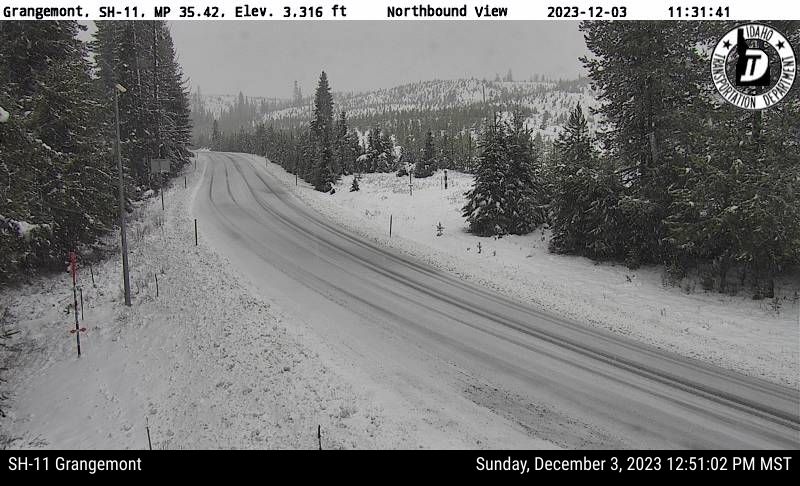 Grangemont, SH-11, MP 35.42, Elev. 3,316 ft Northbound View 2023-12-03 11:31:41
IDAHO
TRANSPORTATION DEPARTMENT
SH-11 Grangemont Sunday, December 3, 2023 12:51:02 PM MST